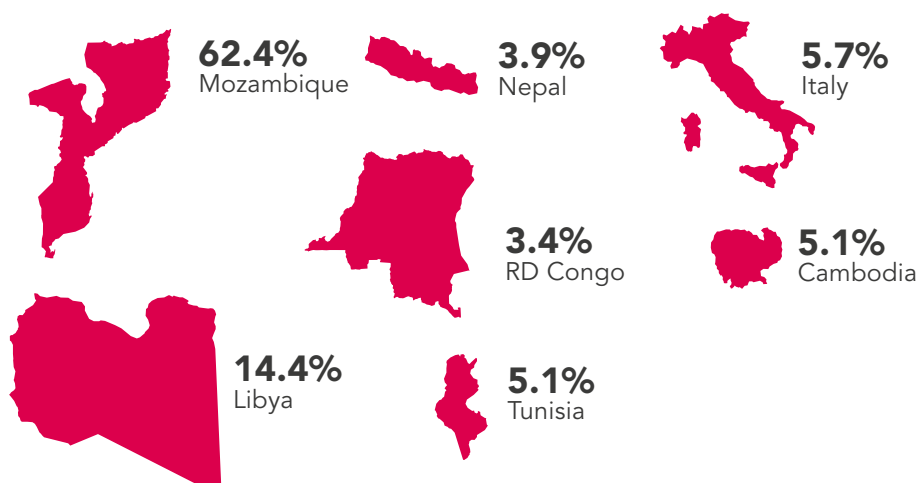 62.4%
Mozambique
3.9%
Nepal
5.7%
Italy
3.4%
RD Congo
5.1%
Cambodia
14.4%
Libya
5.1%
Tunisia